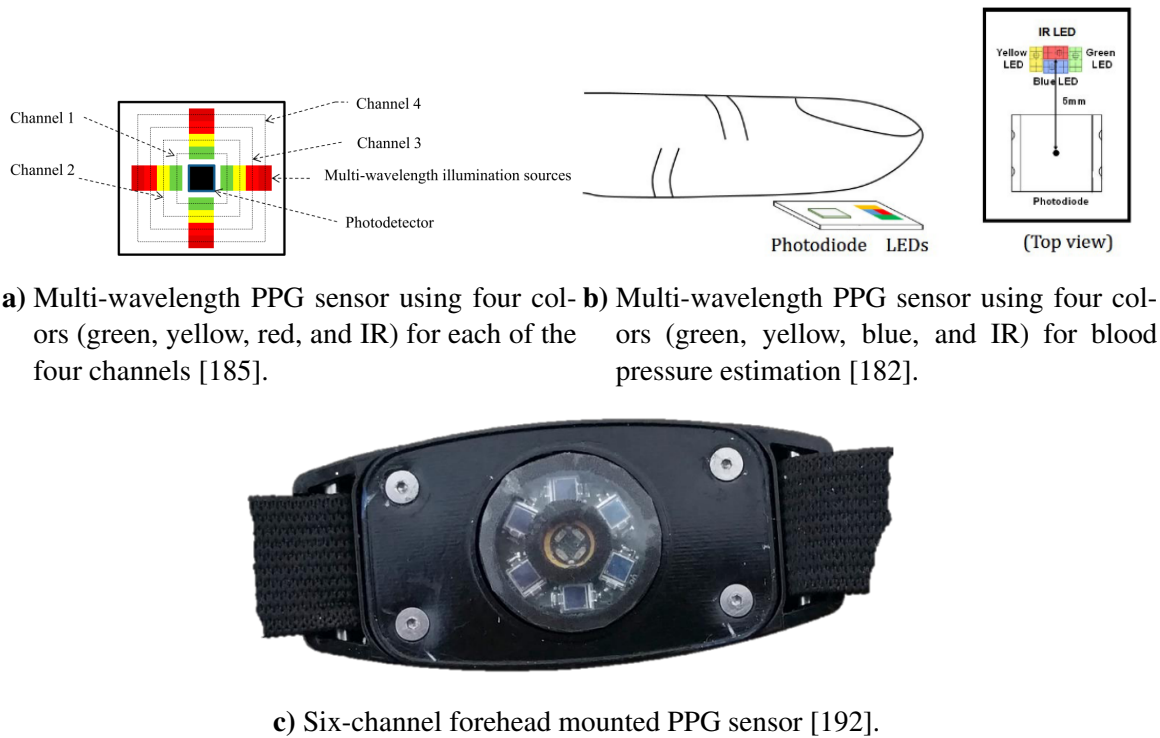 Channel 1
Channel 2
Channel 4
Channel 3
Multi-wavelength illumination sources
Photodetector
Photodiode LEDs
IR LED
Yellow LED
Green LED
Blue LED
5mm
Photodiode
(Top view)
a) Multi-wavelength PPG sensor using four col-
ors (green, yellow, red, and IR) for each of the
four channels [185].
b) Multi-wavelength PPG sensor using four col-
ors (green, yellow, blue, and IR) for blood
pressure estimation [182].
c) Six-channel forehead mounted PPG sensor [192].